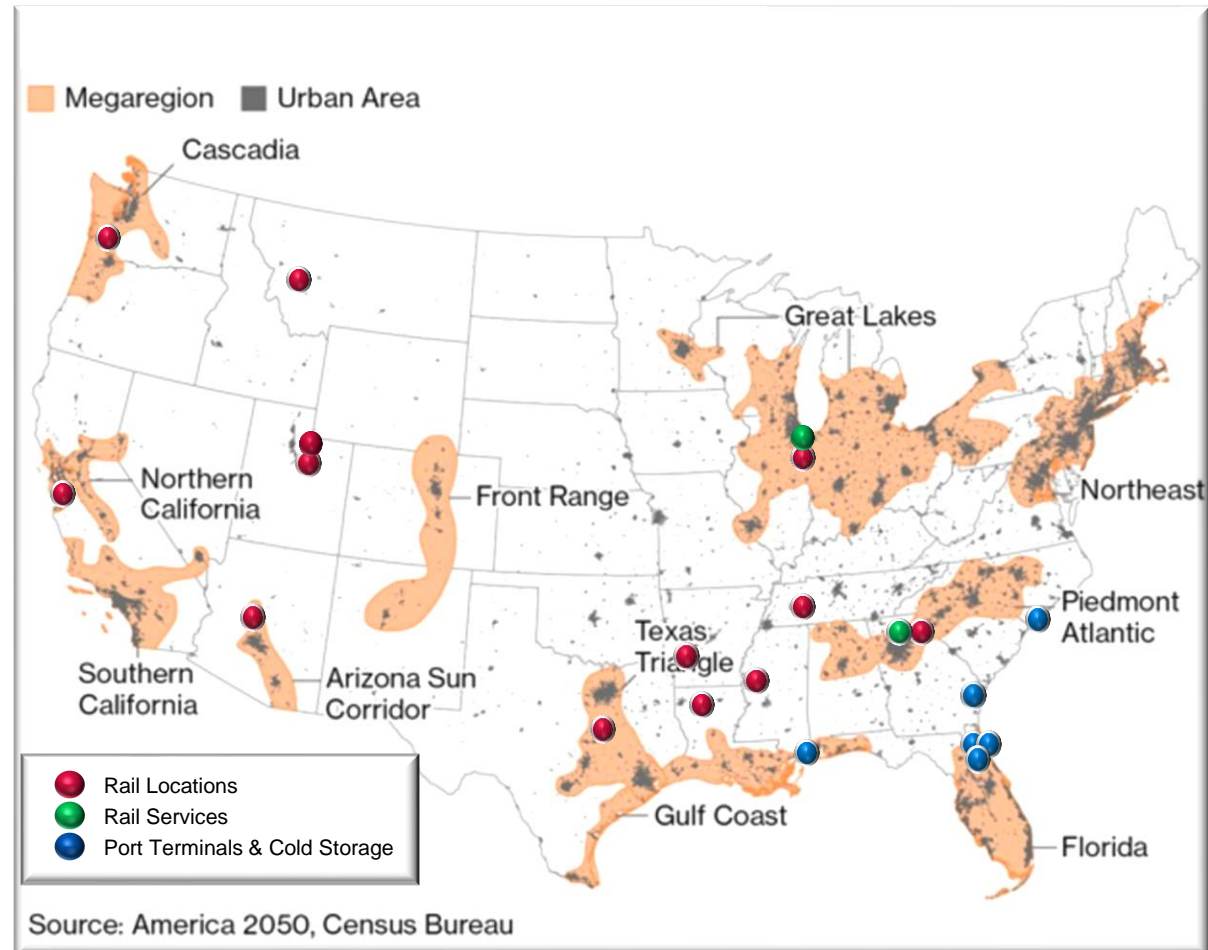 Megaregion
Urban Area
Cascadia
Great Lakes
Northern
California
Front Range
Northeast
Piedmont
Atlantic
Texas
Triangle
Southern
California
Arizona Sun
Corridor
Gulf Coast
Florida
Rail Locations
Rail Services
Port Terminals & Cold Storage
Source: America 2050, Census Bureau